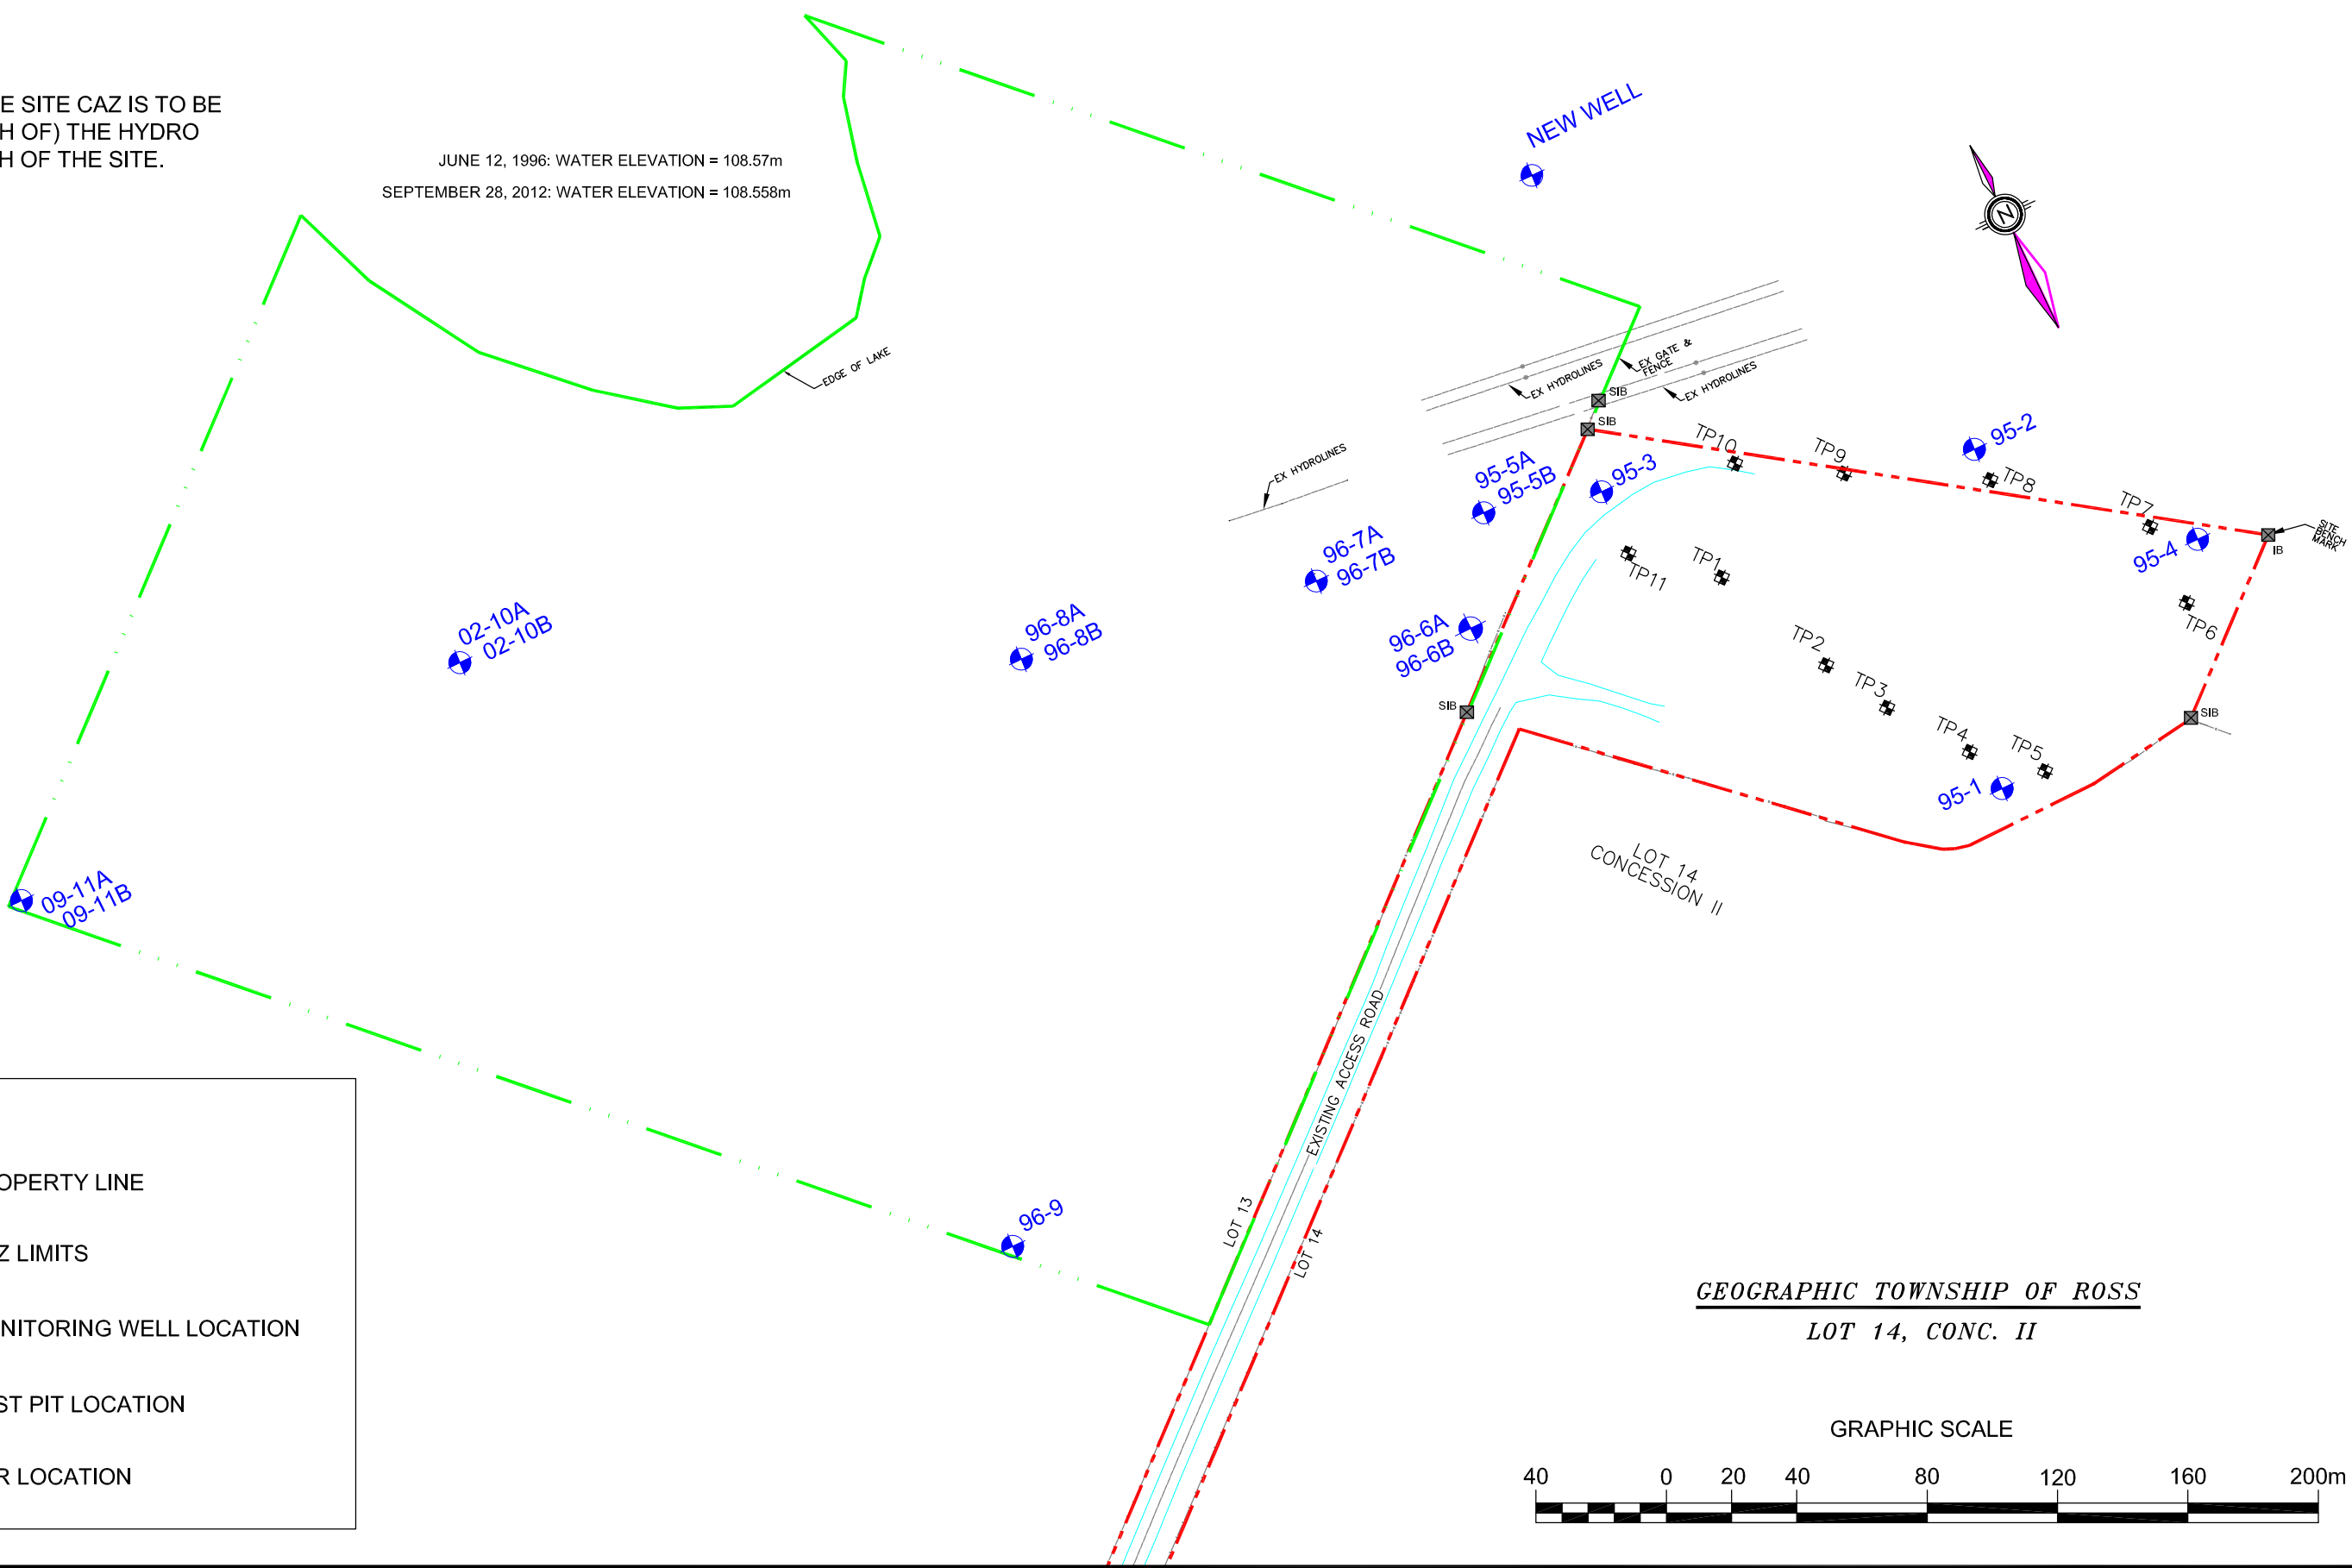 E SITE CAZ IS TO BE
H OF) THE HYDRO
H OF THE SITE.
JUNE 12, 1996: WATER ELEVATION = 108.57m
SEPTEMBER 28, 2012: WATER ELEVATION = 108.558m
NEW WELL
N
EDGE OF LAKE
EX HYDROLINES
EX GATE &
FENCE
EX HYDROLINES
SIB
SIB
EX HYDROLINES
TP10
TP9
95-2
TP8
TP7
SITE
BENCH
MARK
IB
95-4
95-5A
95-5B
95-3
96-7A
96-7B
TP11
TP1
TP6
02-10A
02-10B
96-8A
96-8B
96-6A
96-6B
TP2
TP3
SIB
SIB
TP4
TP5
95-1
LOT 14
CONCESSION II
09-11A
09-11B
EXISTING ACCESS ROAD
96-9
LOT 13
LOT 14
OPERTY LINE
Z LIMITS
NITORING WELL LOCATION
ST PIT LOCATION
R LOCATION
GEOGRAPHIC TOWNSHIP OF ROSS
LOT 14, CONC. II
GRAPHIC SCALE
40 0 20 40 80 120 160 200m